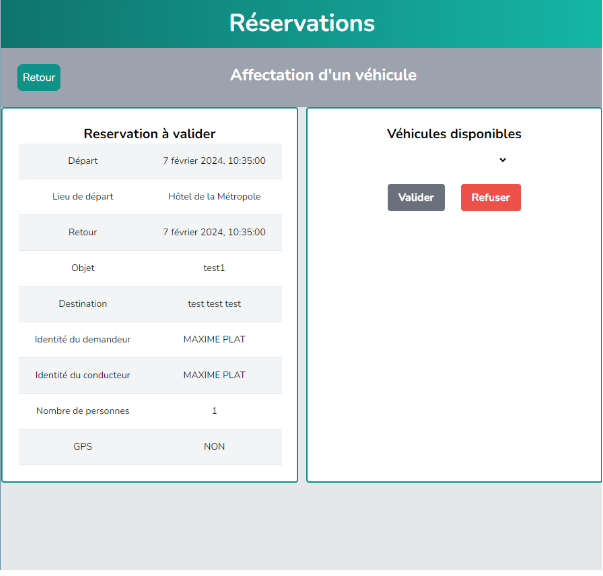 Réservations
Retour
Affectation d'un véhicule
Reservation à valider
Départ 7 février 2024, 10:35:00
Lieu de départ Hôtel de la Métropole
Retour 7 février 2024, 10:35:00
Objet test1
Destination test test test
Identité du demandeur MAXIME PLAT
Identité du conducteur MAXIME PLAT
Nombre de personnes 1
GPS NON
Véhicules disponibles
Valider Refuser